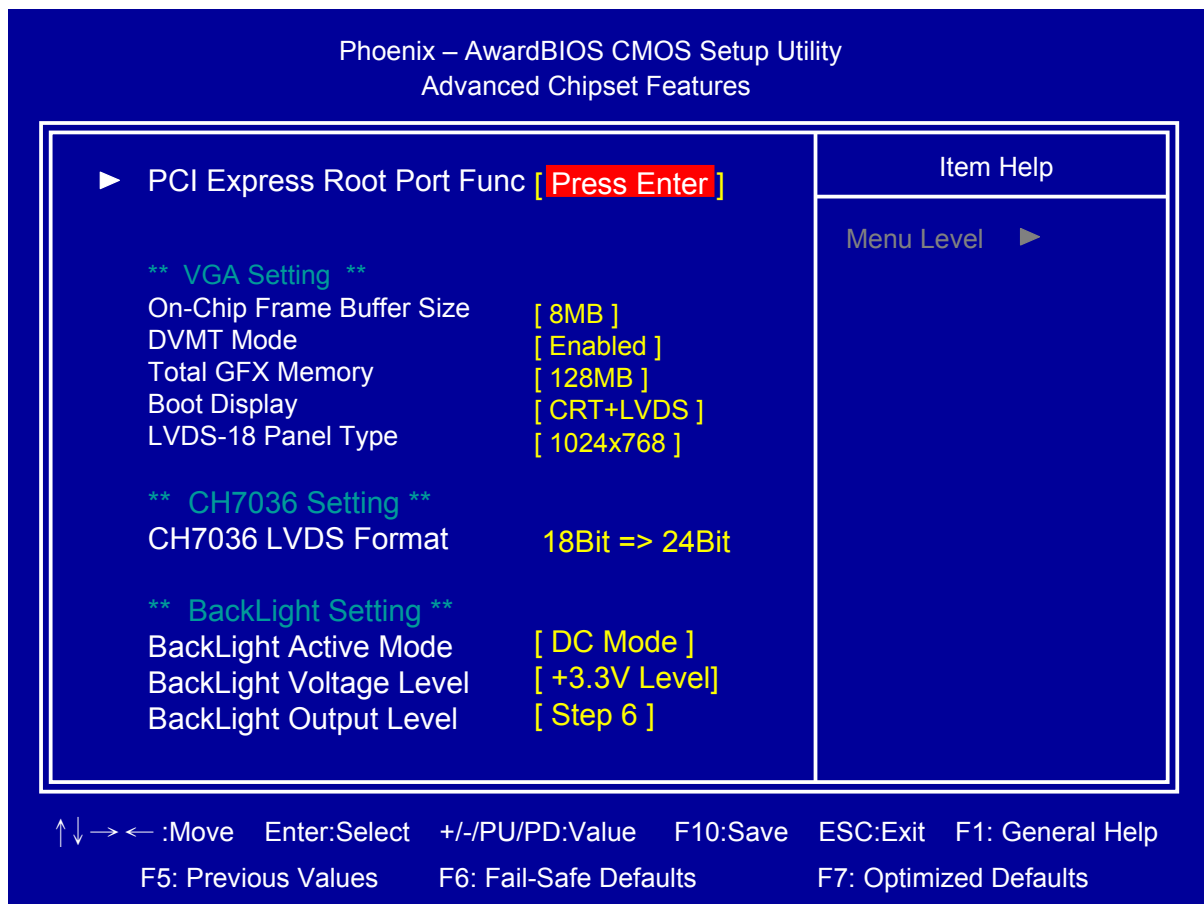 Phoenix – AwardBIOS CMOS Setup Utility
Advanced Chipset Features
► PCI Express Root Port Func [ Press Enter ]
Item Help
Menu Level ►
** VGA Setting **
On-Chip Frame Buffer Size [ 8MB ]
DVMT Mode [ Enabled ]
Total GFX Memory [ 128MB ]
Boot Display [ CRT+LVDS ]
LVDS-18 Panel Type [ 1024x768 ]
** CH7036 Setting **
CH7036 LVDS Format 18Bit => 24Bit
** BackLight Setting **
BackLight Active Mode [ DC Mode ]
BackLight Voltage Level [ +3.3V Level]
BackLight Output Level [ Step 6 ]
↑↓→← :Move Enter:Select +/-/PU/PD:Value F10:Save ESC:Exit F1: General Help
F5: Previous Values F6: Fail-Safe Defaults F7: Optimized Defaults